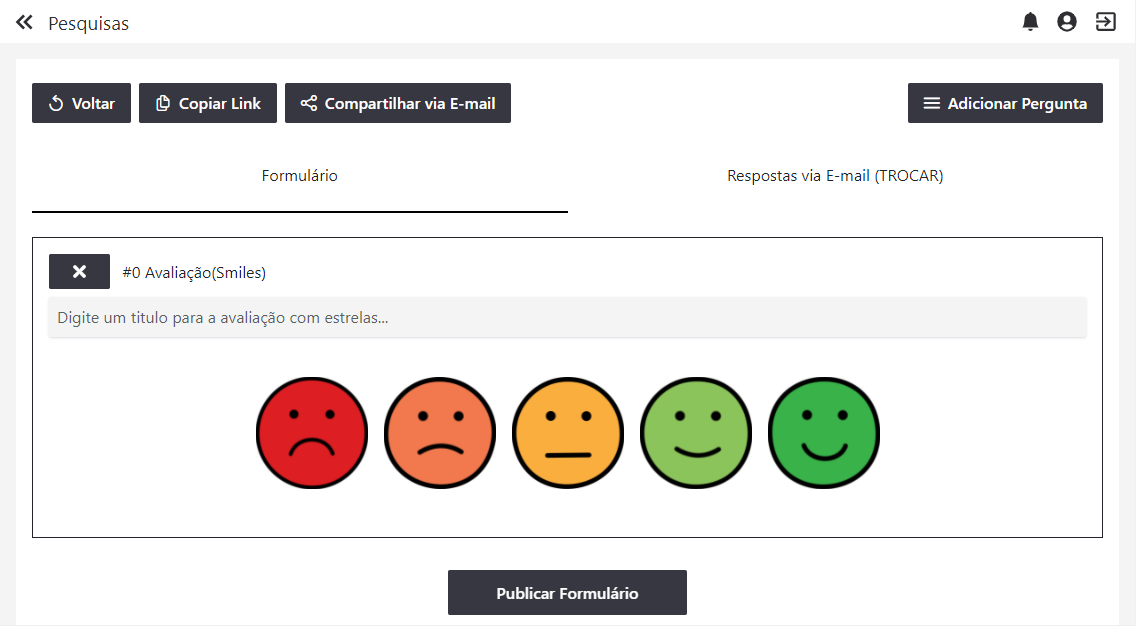 Pesquisas
Voltar
Copiar Link
Compartilhar via E-mail
Adicionar Pergunta
Formulário
Respostas via E-mail (TROCAR)
#0 Avaliação(Smiles)
Digite um titulo para a avaliação com estrelas...
Publicar Formulário